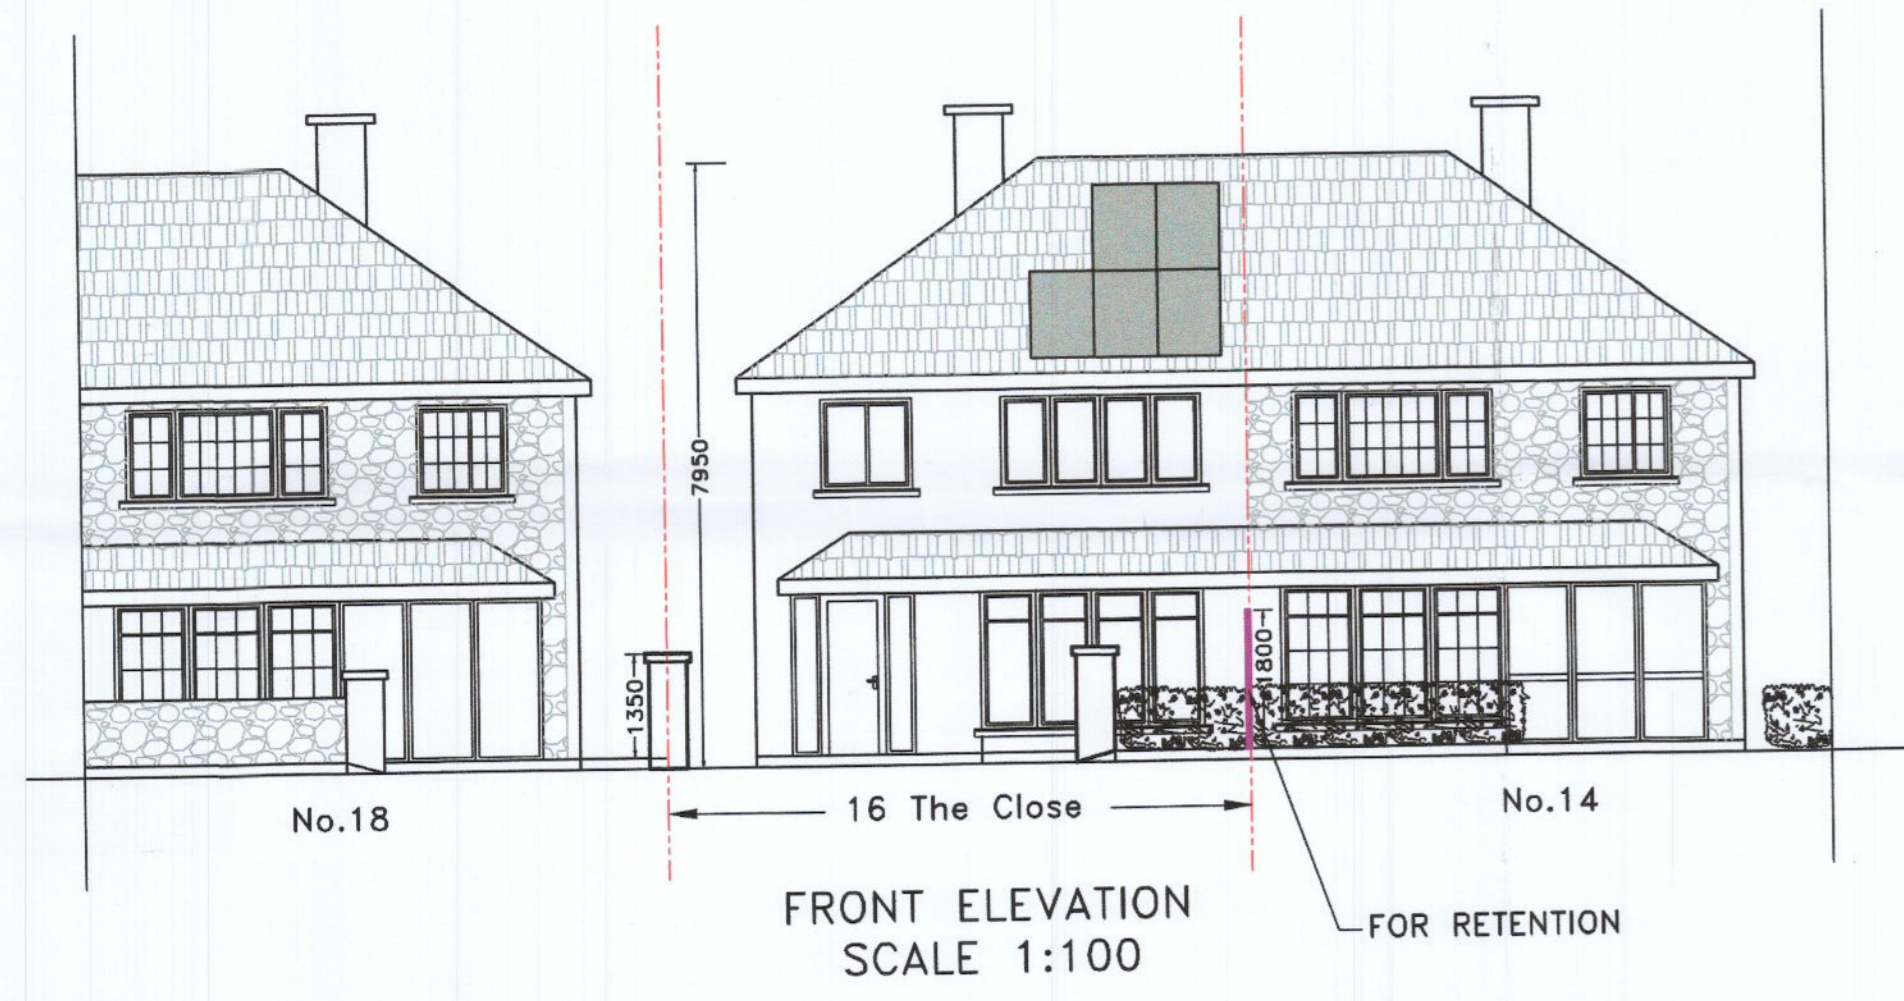 7950
1350
1800
No.18
16 The Close
No.14
FRONT ELEVATION
SCALE 1:100
FOR RETENTION